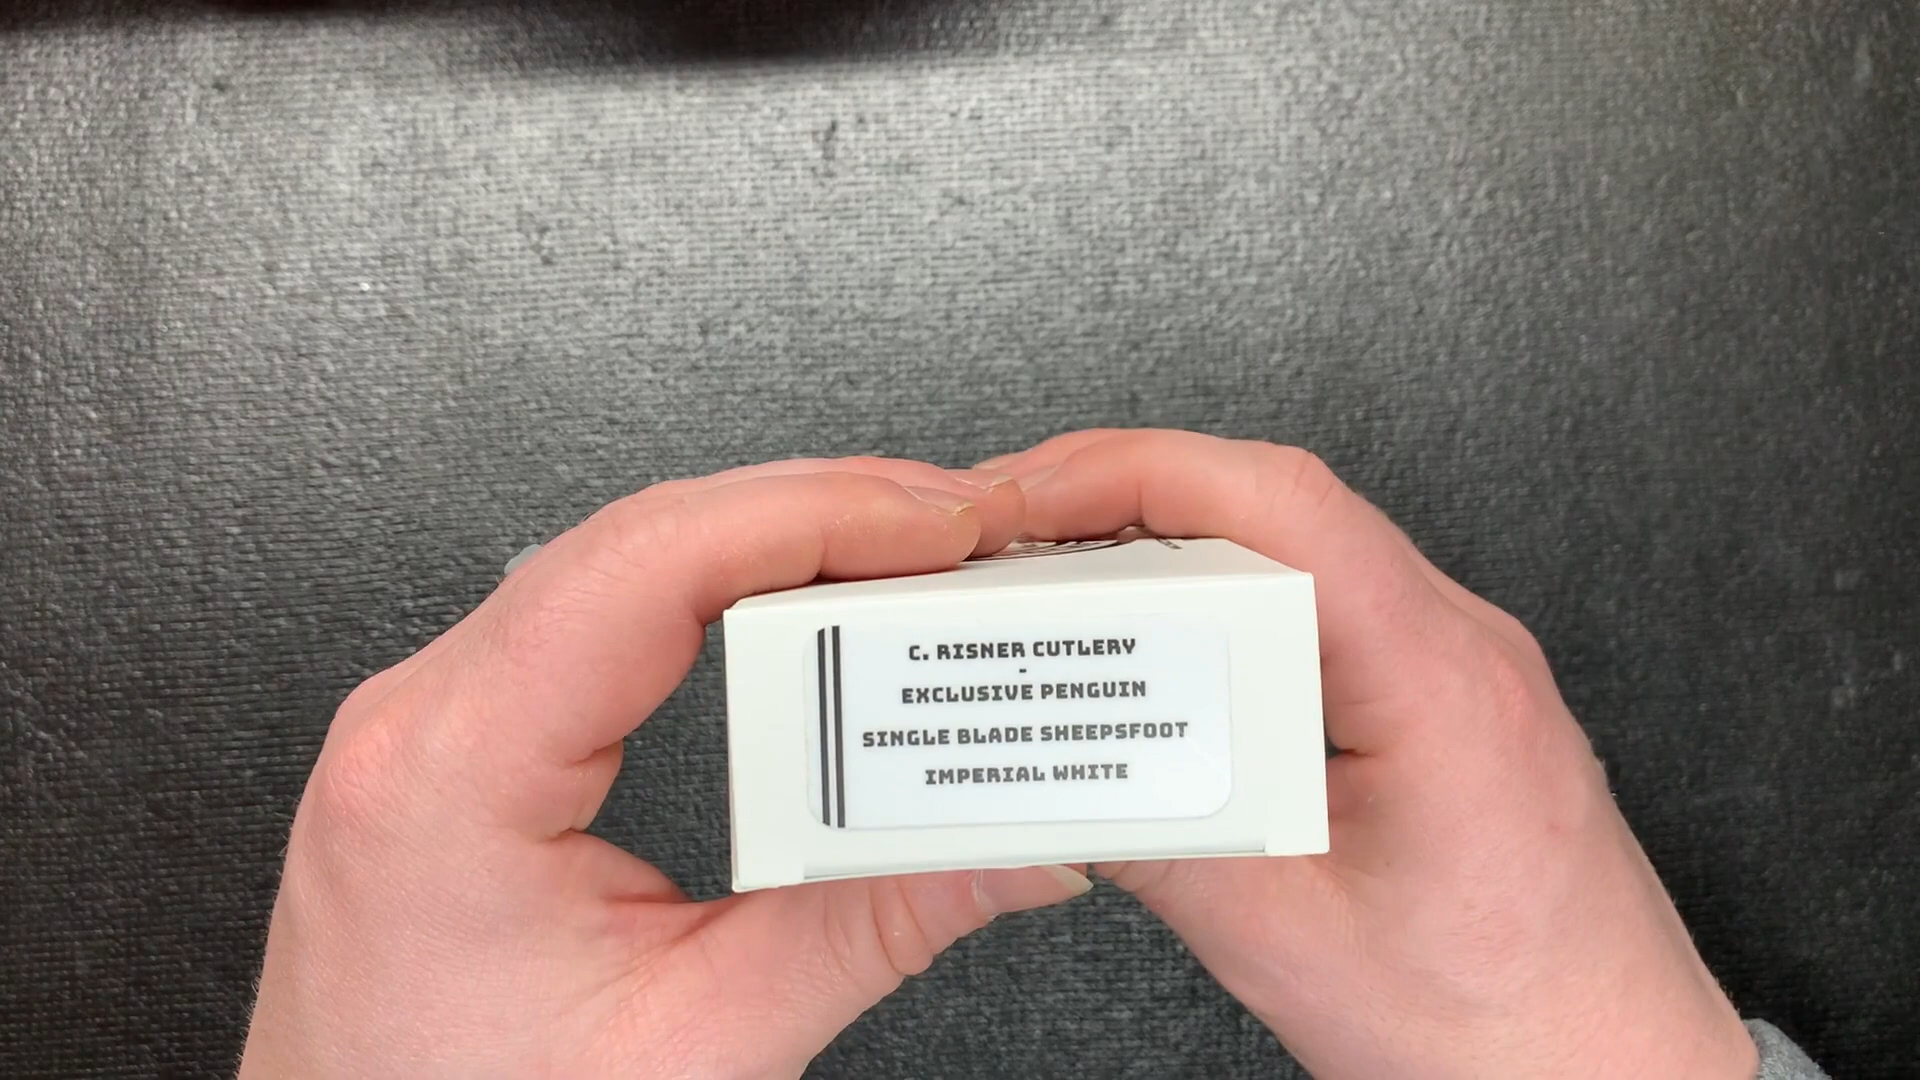 C. RISNER CUTLERY
-
EXCLUSIVE PENGUIN
SINGLE BLADE SHEEPSFOOT
IMPERIAL WHITE